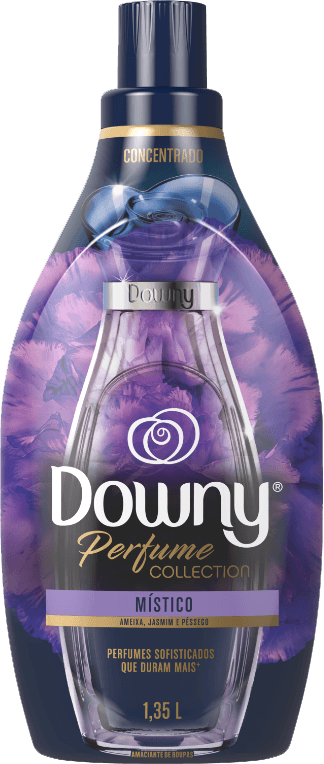 CONCENTRADO
Downy
Downy®
Perfume
COLLECTION
MÍSTICO
AMEIXA, JASMIM E PÊSSEGO
PERFUMES SOFISTICADOS
QUE DURAM MAIS*
1,35 L
AMACIANTE DE ROUPAS